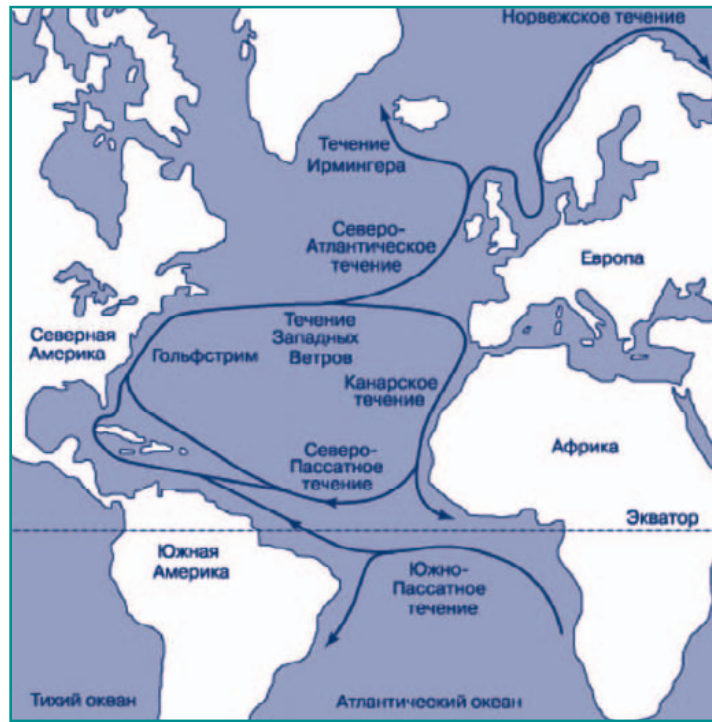 Норвежское течение
Течение
Ирмингера
Северо-
Атлантическое
течение
Европа
Северная
Америка
Гольфстрим
Течение
Западных
Ветров
Канарское
течение
Северо-
Пассатное
течение
Африка
Экватор
Южная
Америка
Южно-
Пассатное
течение
Тихий океан
Атлантический океан